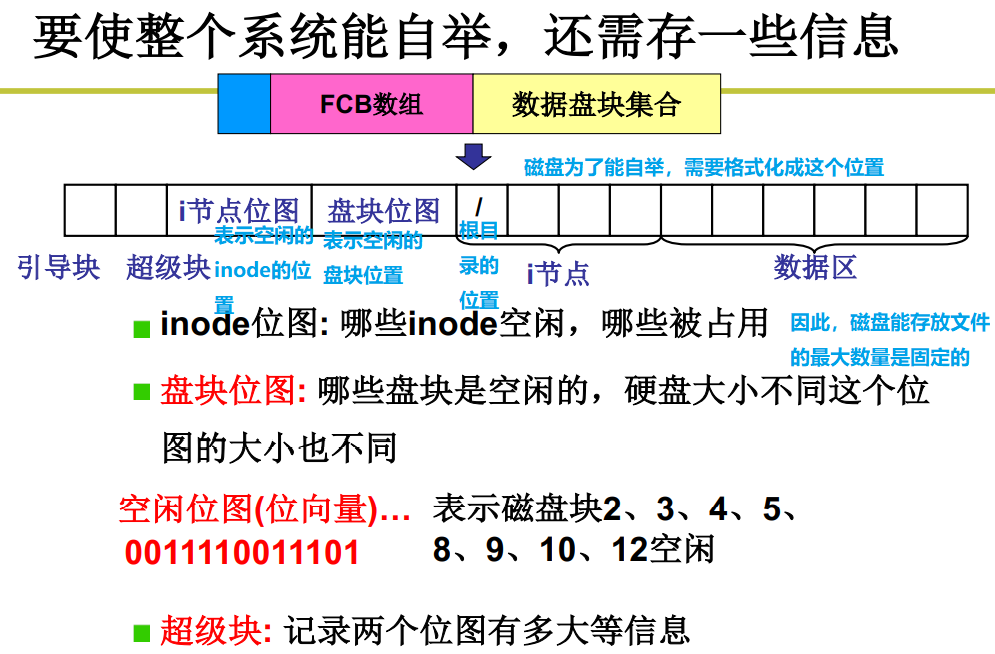 要使整个系统能自举，还需存一些信息
FCB数组
数据盘块集合
磁盘为了能自举，需要格式化成这个位置
i节点位图
盘块位图
/
引导块
超级块
表示空闲的
inode的位
置
表示空闲的
盘块位置
根目
录的
位置
i节点
数据区
inode位图: 哪些inode空闲，哪些被占用
因此，磁盘能存放文件
的最大数量是固定的
盘块位图: 哪些盘块是空闲的，硬盘大小不同这个位
图的大小也不同
空闲位图(位向量)…
0011110011101
表示磁盘块2、3、4、5、
8、9、10、12空闲
超级块: 记录两个位图有多大等信息